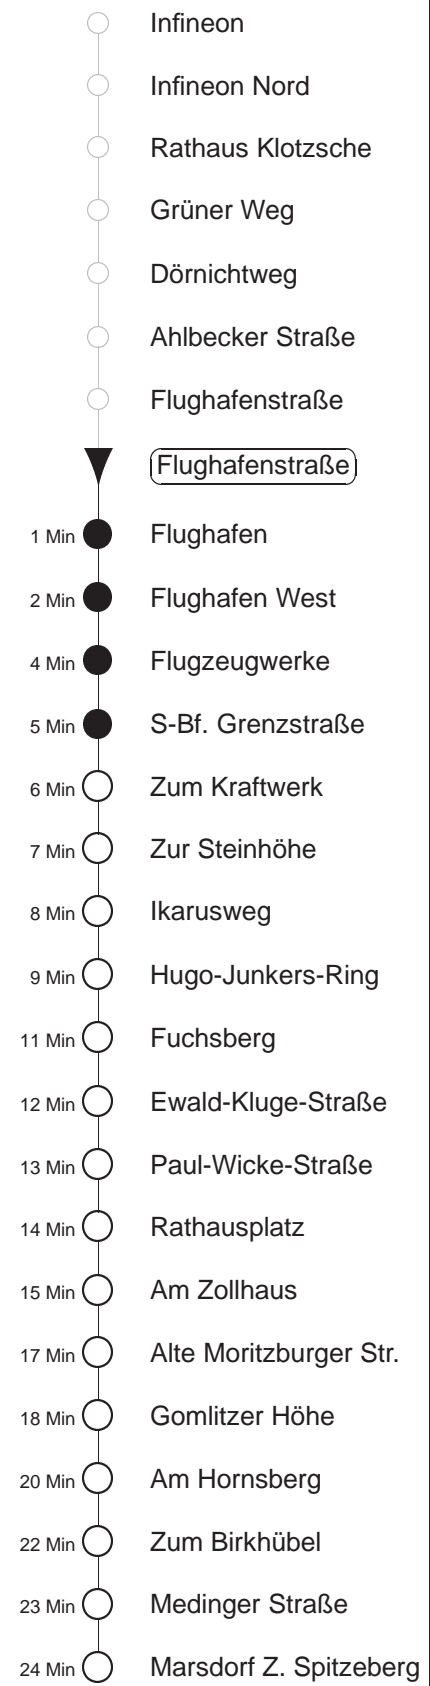 Infineon
Infineon Nord
Rathaus Klotzsche
Grüner Weg
Dörnichtweg
Ahlbecker Straße
Flughafenstraße
Flughafenstraße
1 Min Flughafen
2 Min Flughafen West
4 Min Flugzeugwerke
5 Min S-Bf. Grenzstraße
6 Min Zum Kraftwerk
7 Min Zur Steinhöhe
8 Min Ikarusweg
9 Min Hugo-Junkers-Ring
11 Min Fuchsberg
12 Min Ewald-Kluge-Straße
13 Min Paul-Wicke-Straße
14 Min Rathausplatz
15 Min Am Zollhaus
17 Min Alte Moritzburger Str.
18 Min Gomlitzer Höhe
20 Min Am Hornsberg
22 Min Zum Birkhübel
23 Min Medinger Straße
24 Min Marsdorf Z. Spitzeberg